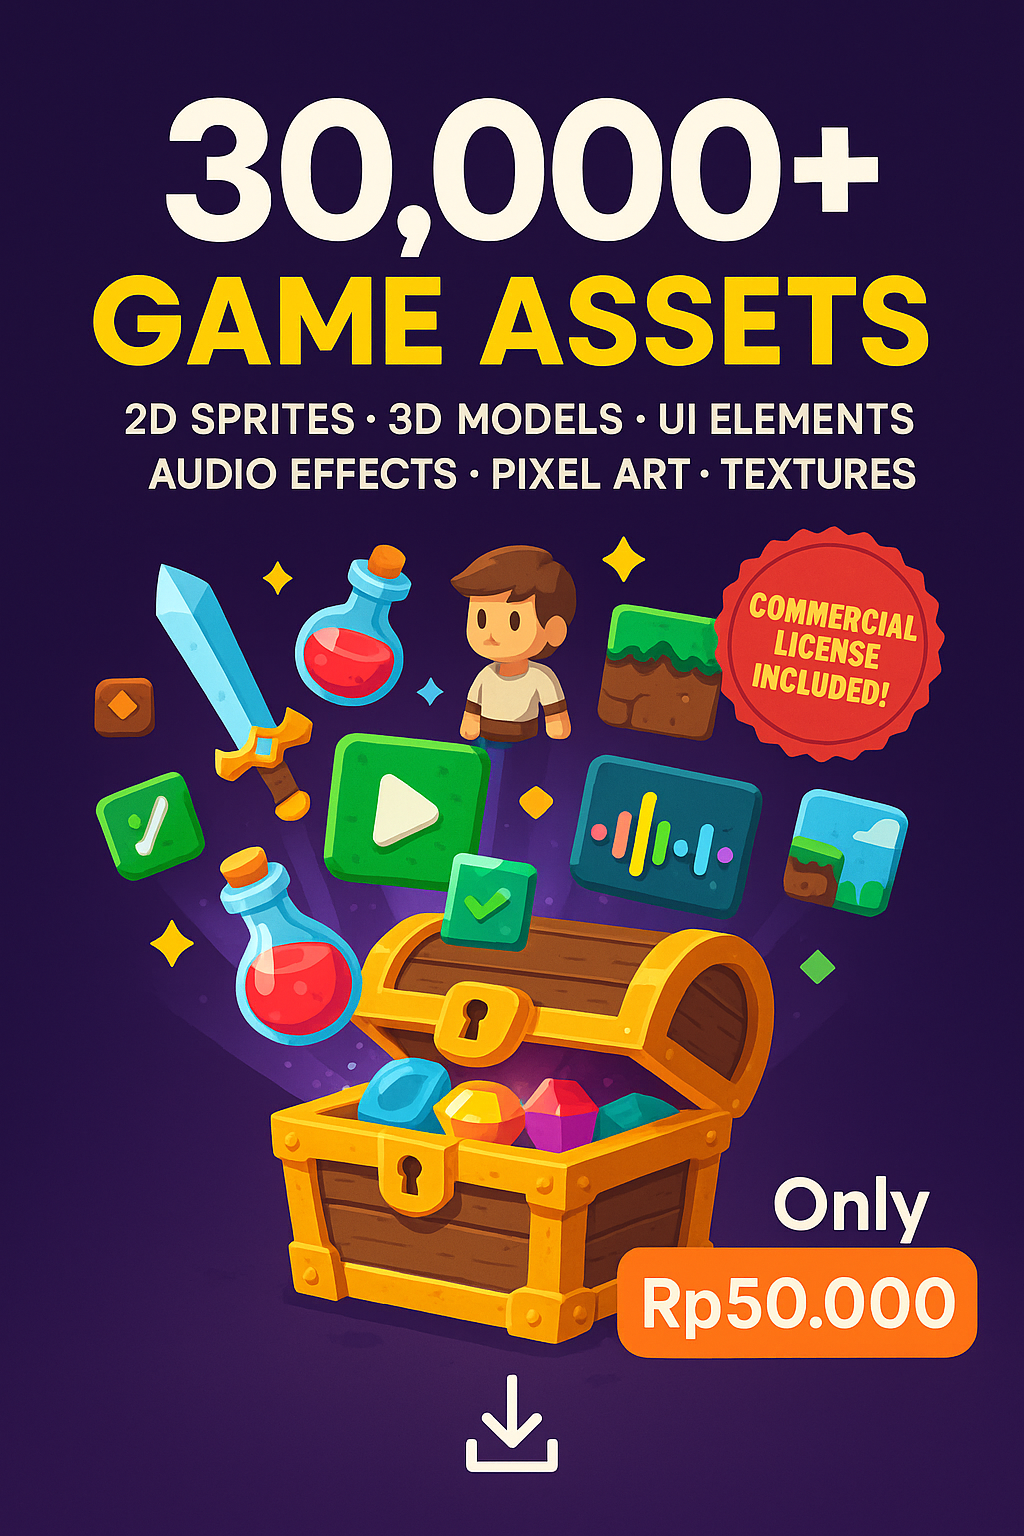 30,000+
GAME ASSETS
2D SPRITES · 3D MODELS · UI ELEMENTS
AUDIO EFFECTS · PIXEL ART · TEXTURES
COMMERCIAL
LICENSE
INCLUDED!
Only
Rp50.000